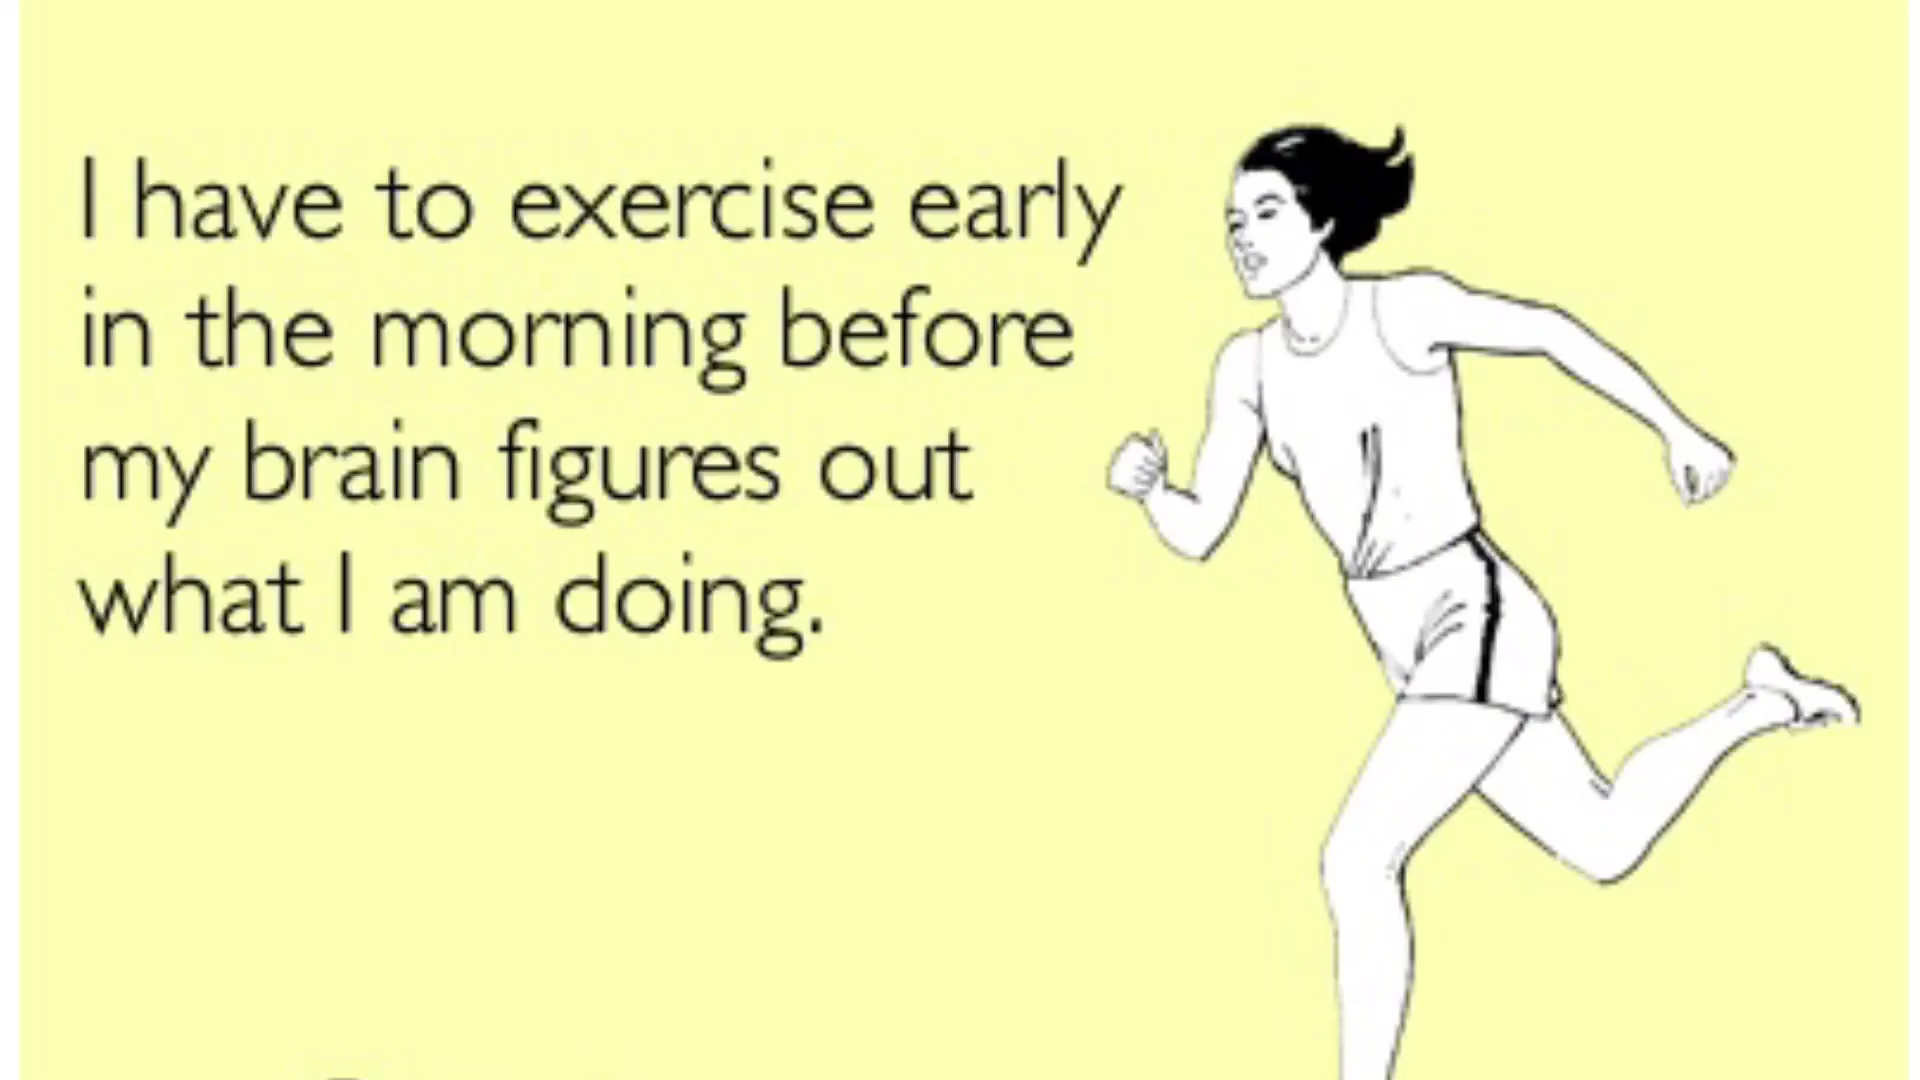 I have to exercise early
in the morning before
my brain figures out
what I am doing.